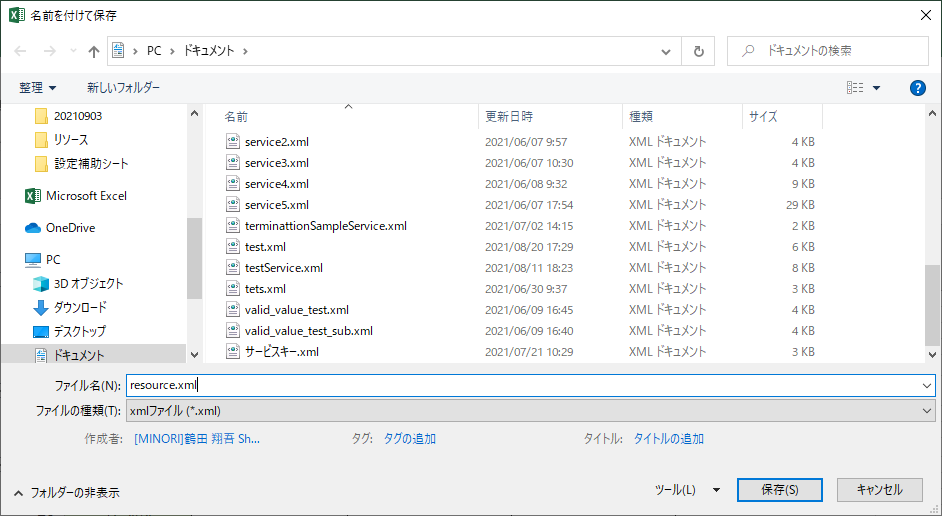 名前を付けて保存
PC
ドキュメント
ドキュメントの検索
整理
新しいフォルダー
20210903
リソース
設定補助シート
Microsoft Excel
OneDrive
PC
3D オブジェクト
ダウンロード
デスクトップ
ドキュメント
名前 更新日時 種類 サイズ
service2.xml 2021/06/07 9:57 XML ドキュメント 4 KB
service3.xml 2021/06/07 10:30 XML ドキュメント 4 KB
service4.xml 2021/06/08 9:32 XML ドキュメント 9 KB
service5.xml 2021/06/07 17:54 XML ドキュメント 29 KB
terminattionSampleService.xml 2021/07/02 14:15 XML ドキュメント 2 KB
test.xml 2021/08/20 17:29 XML ドキュメント 6 KB
testService.xml 2021/08/11 18:23 XML ドキュメント 8 KB
tets.xml 2021/06/30 9:37 XML ドキュメント 3 KB
valid_value_test.xml 2021/06/09 16:45 XML ドキュメント 4 KB
valid_value_test_sub.xml 2021/06/09 16:40 XML ドキュメント 4 KB
サービスキー.xml 2021/07/21 10:29 XML ドキュメント 3 KB
ファイル名(N): resource.xml
ファイルの種類(T): xmlファイル (*.xml)
作成者: [MINORI]鶴田 翔吾 Sh... タグ: タグの追加 タイトル: タイトルの追加
フォルダーの非表示 ツール(L) 保存(S) キャンセル